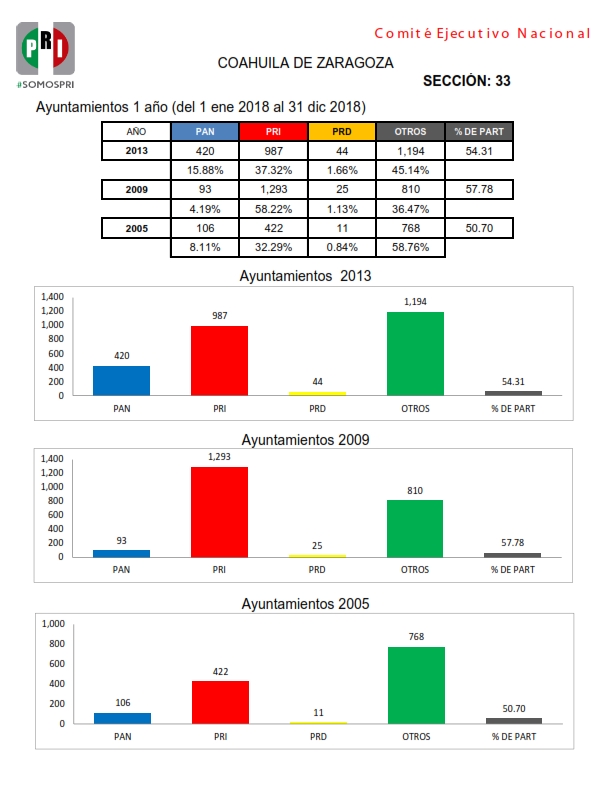 Comité Ejecutivo Nacional
PRI
#SOMOSPRI
COAHUILA DE ZARAGOZA
SECCIÓN: 33
Ayuntamientos 1 año (del 1 ene 2018 al 31 dic 2018)
AÑO PAN PRI PRD OTROS % DE PART
2013 420 987 44 1,194 54.31
15.88% 37.32% 1.66% 45.14%
2009 93 1,293 25 810 57.78
4.19% 58.22% 1.13% 36.47%
2005 106 422 11 768 50.70
8.11% 32.29% 0.84% 58.76%
Ayuntamientos 2013
1,400
1,200
1,000
800
600
400
200
0
420
987
44
1,194
54.31
PAN PRI PRD OTROS % DE PART
Ayuntamientos 2009
1,400
1,200
1,000
800
600
400
200
0
93
1,293
25
810
57.78
PAN PRI PRD OTROS % DE PART
Ayuntamientos 2005
1,000
800
600
400
200
0
106
422
11
768
50.70
PAN PRI PRD OTROS % DE PART